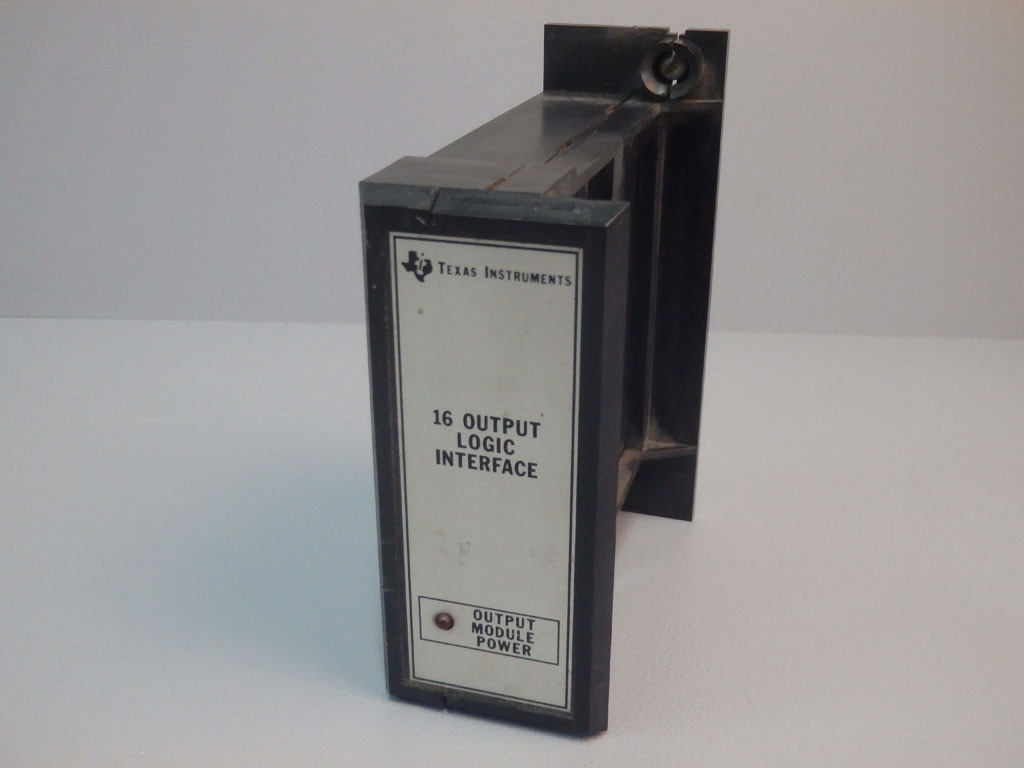 TEXAS INSTRUMENTS
16 OUTPUT
LOGIC
INTERFACE
OUTPUT
MODULE
POWER